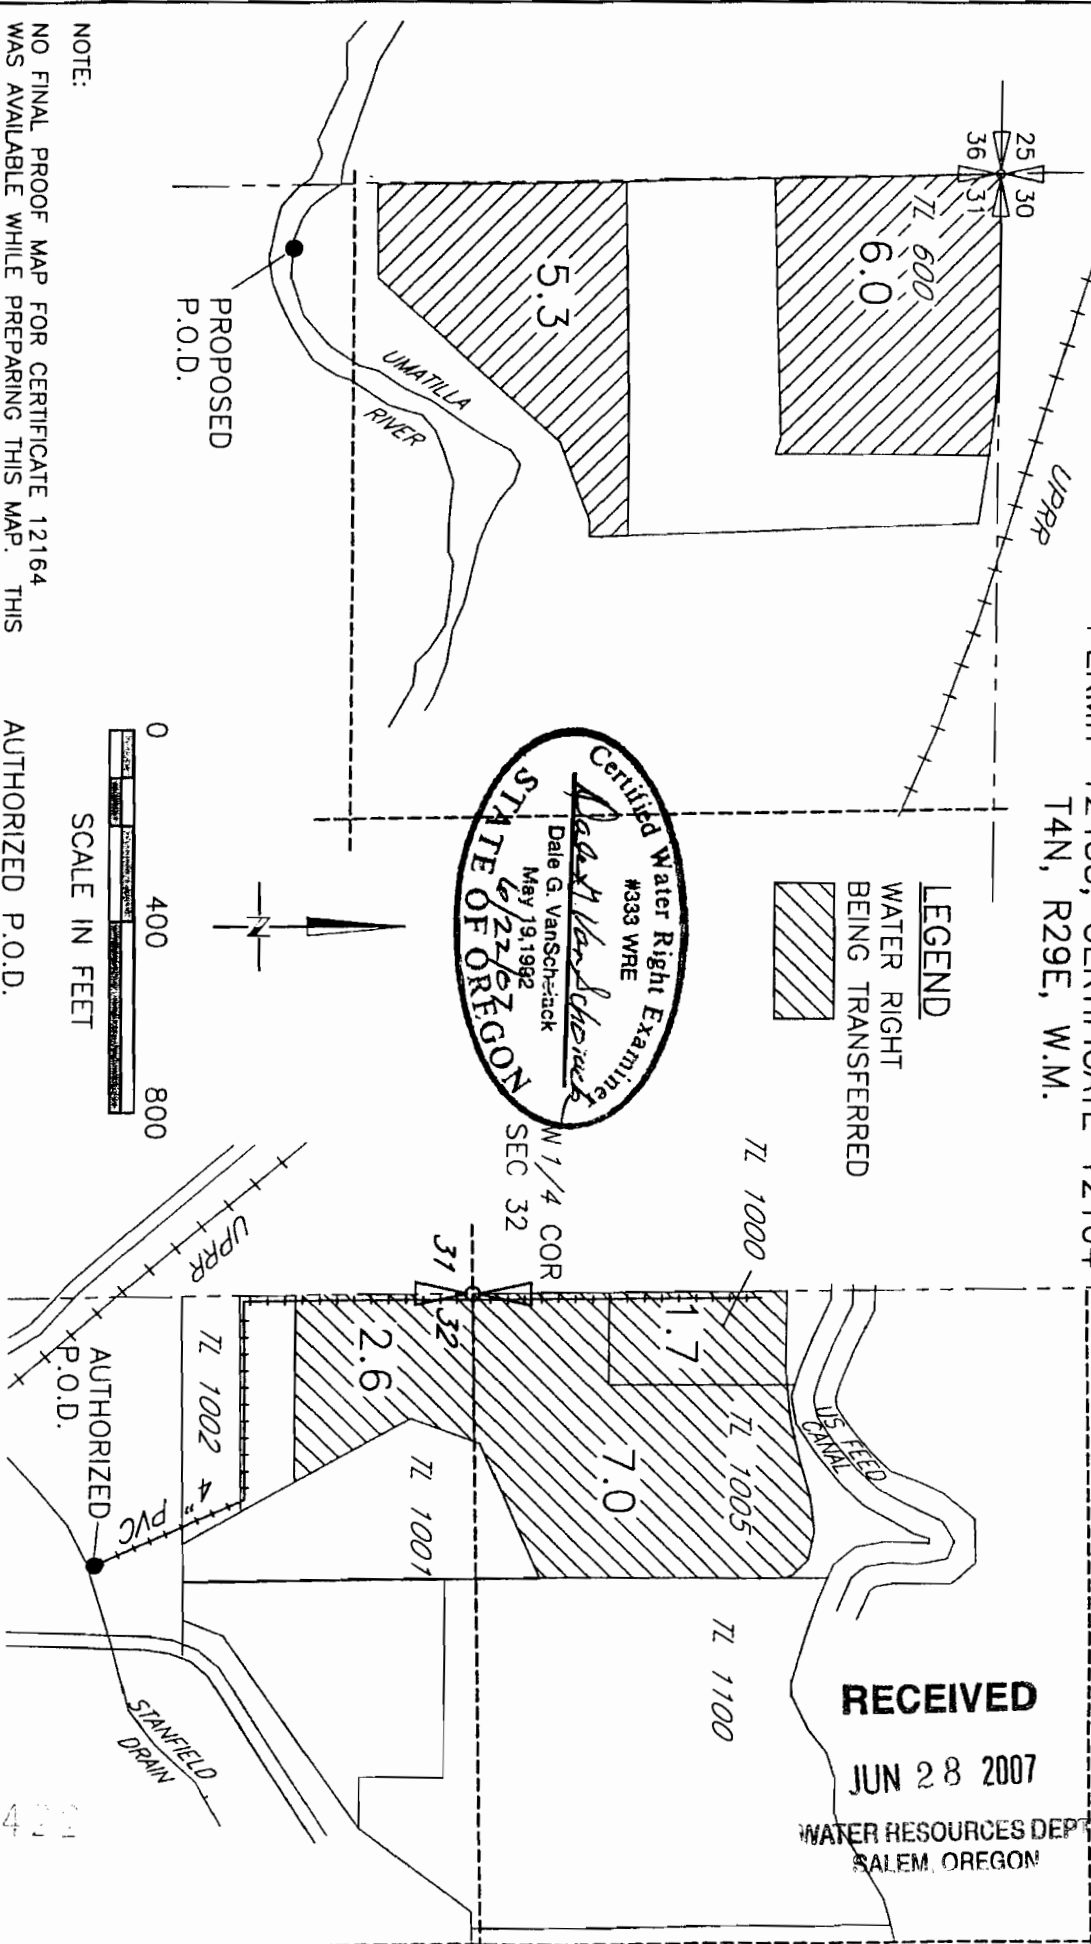 T4N, R29E, W.M.
25
30
36
31
TL 600
6.0
5.3
UPRR
UMATILLA
RIVER
PROPOSED
P.O.D.
LEGEND
WATER RIGHT
BEING TRANSFERRED
Certified Water Right Examiner
#333 WRE
Dale G. VanSchoiack
May 19,1992
6/22/07
STATE OF OREGON
0
400
800
SCALE IN FEET
N
NOTE:
NO FINAL PROOF MAP FOR CERTIFICATE 12164
WAS AVAILABLE WHILE PREPARING THIS MAP. THIS
AUTHORIZED P.O.D.
W 1/4 COR
SEC 32
31
32
TL 1000
1.7
TL 1005
7.0
2.6
TL 1001
TL 1002
4" PVC
AUTHORIZED
P.O.D.
UPRR
US FEED
CANAL
TL 1100
STANFIELD
DRAIN
RECEIVED
JUN 28 2007
WATER RESOURCES DEPT
SALEM, OREGON